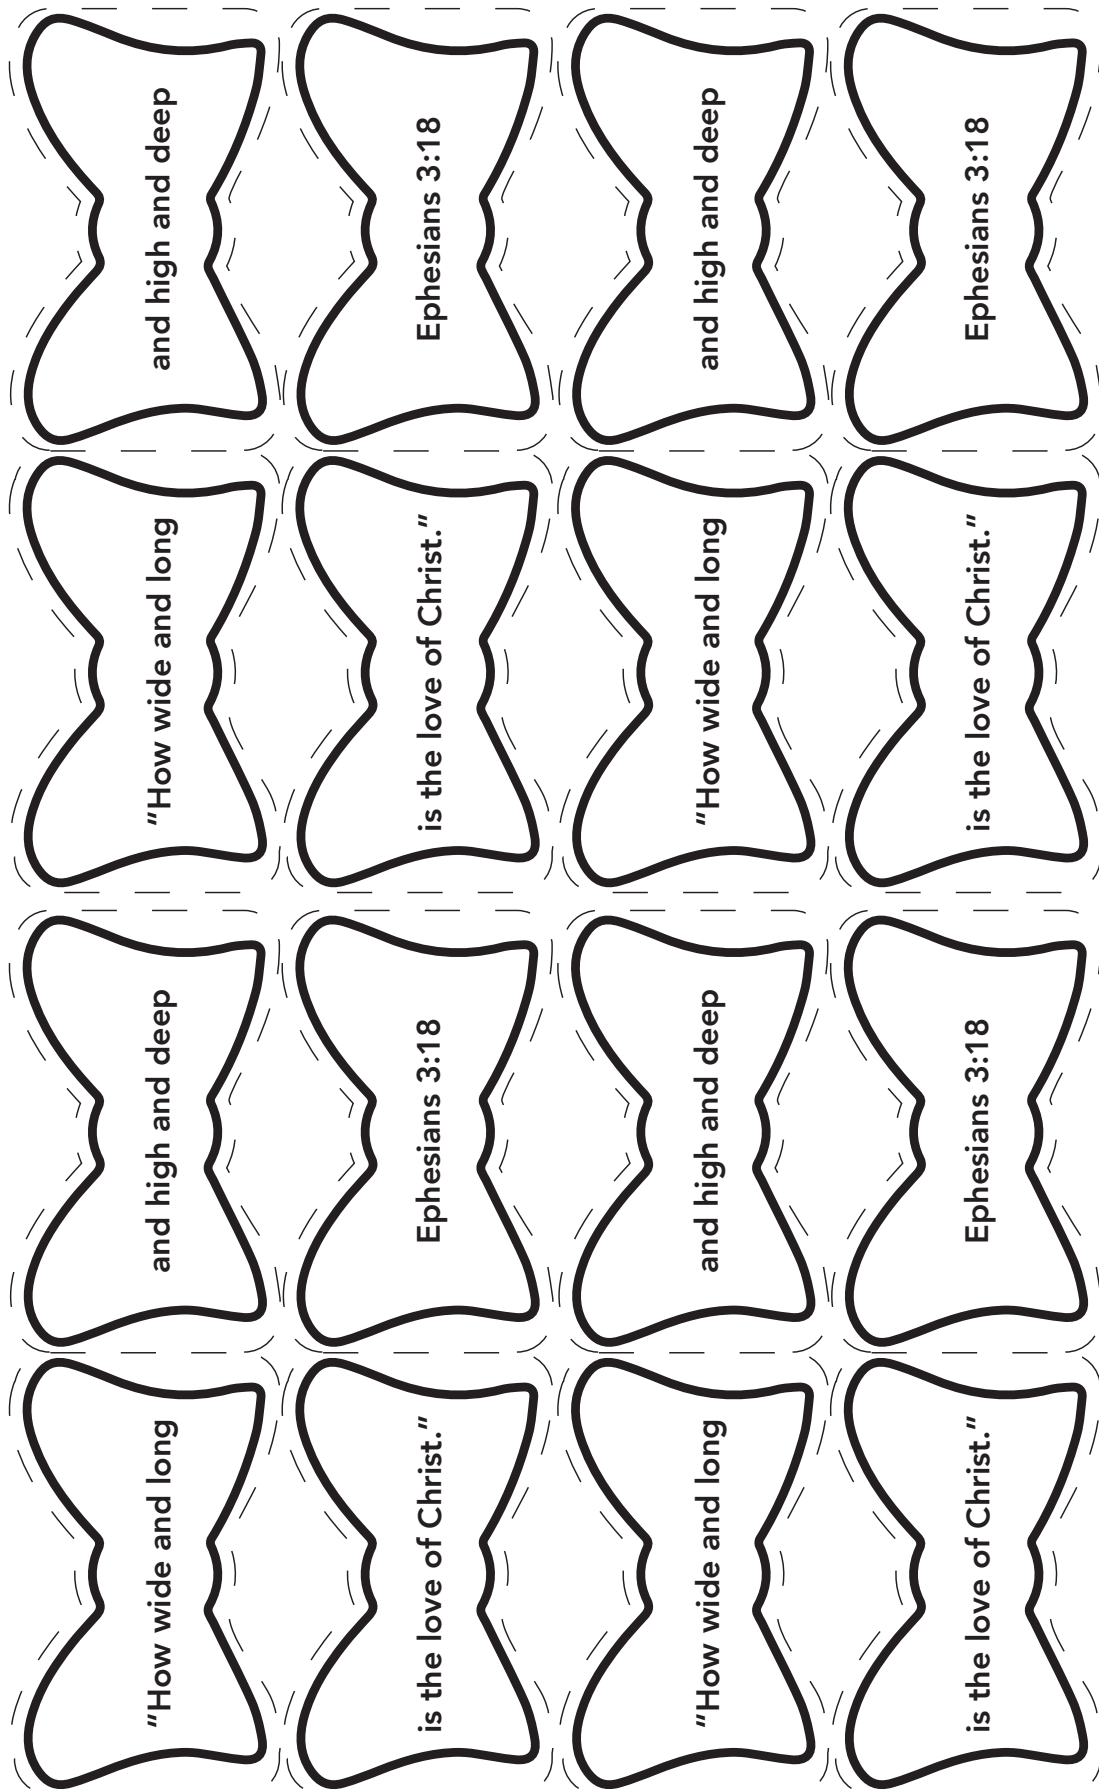 “How wide and long
and high and deep
“How wide and long
and high and deep
is the love of Christ.”
Ephesians 3:18
is the love of Christ.”
Ephesians 3:18
“How wide and long
and high and deep
“How wide and long
and high and deep
is the love of Christ.”
Ephesians 3:18
is the love of Christ.”
Ephesians 3:18